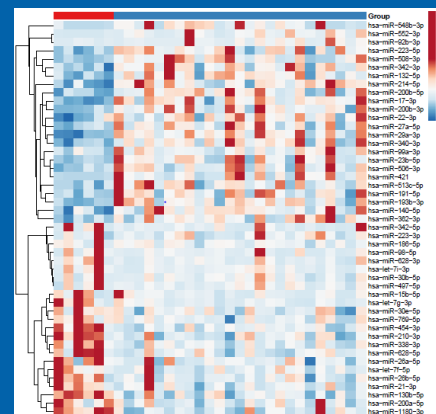 Group
hsa-miR-548b-3p
hsa-miR-552-3p
hsa-miR-92b-3p
hsa-miR-223-5p
hsa-miR-508-3p
hsa-miR-342-3p
hsa-miR-132-5p
hsa-miR-214-5p
hsa-miR-200b-5p
hsa-miR-17-3p
hsa-miR-200b-3p
hsa-miR-22-3p
hsa-miR-27a-5p
hsa-miR-29a-3p
hsa-miR-340-3p
hsa-miR-99a-3p
hsa-miR-23b-5p
hsa-miR-506-3p
hsa-miR-421
hsa-miR-513c-5p
hsa-miR-191-5p
hsa-miR-193b-3p
hsa-miR-140-5p
hsa-miR-362-3p
hsa-miR-342-5p
hsa-miR-223-3p
hsa-miR-186-5p
hsa-miR-98-5p
hsa-miR-628-3p
hsa-let-7i-3p
hsa-miR-30b-5p
hsa-miR-497-5p
hsa-miR-15b-5p
hsa-let-7g-3p
hsa-miR-30e-5p
hsa-miR-769-5p
hsa-miR-454-3p
hsa-miR-210-3p
hsa-miR-338-3p
hsa-miR-628-5p
hsa-miR-26a-5p
hsa-let-7f-5p
hsa-miR-26b-5p
hsa-miR-21-3p
hsa-miR-130b-5p
hsa-miR-200a-5p
hsa-miR-1180-3p